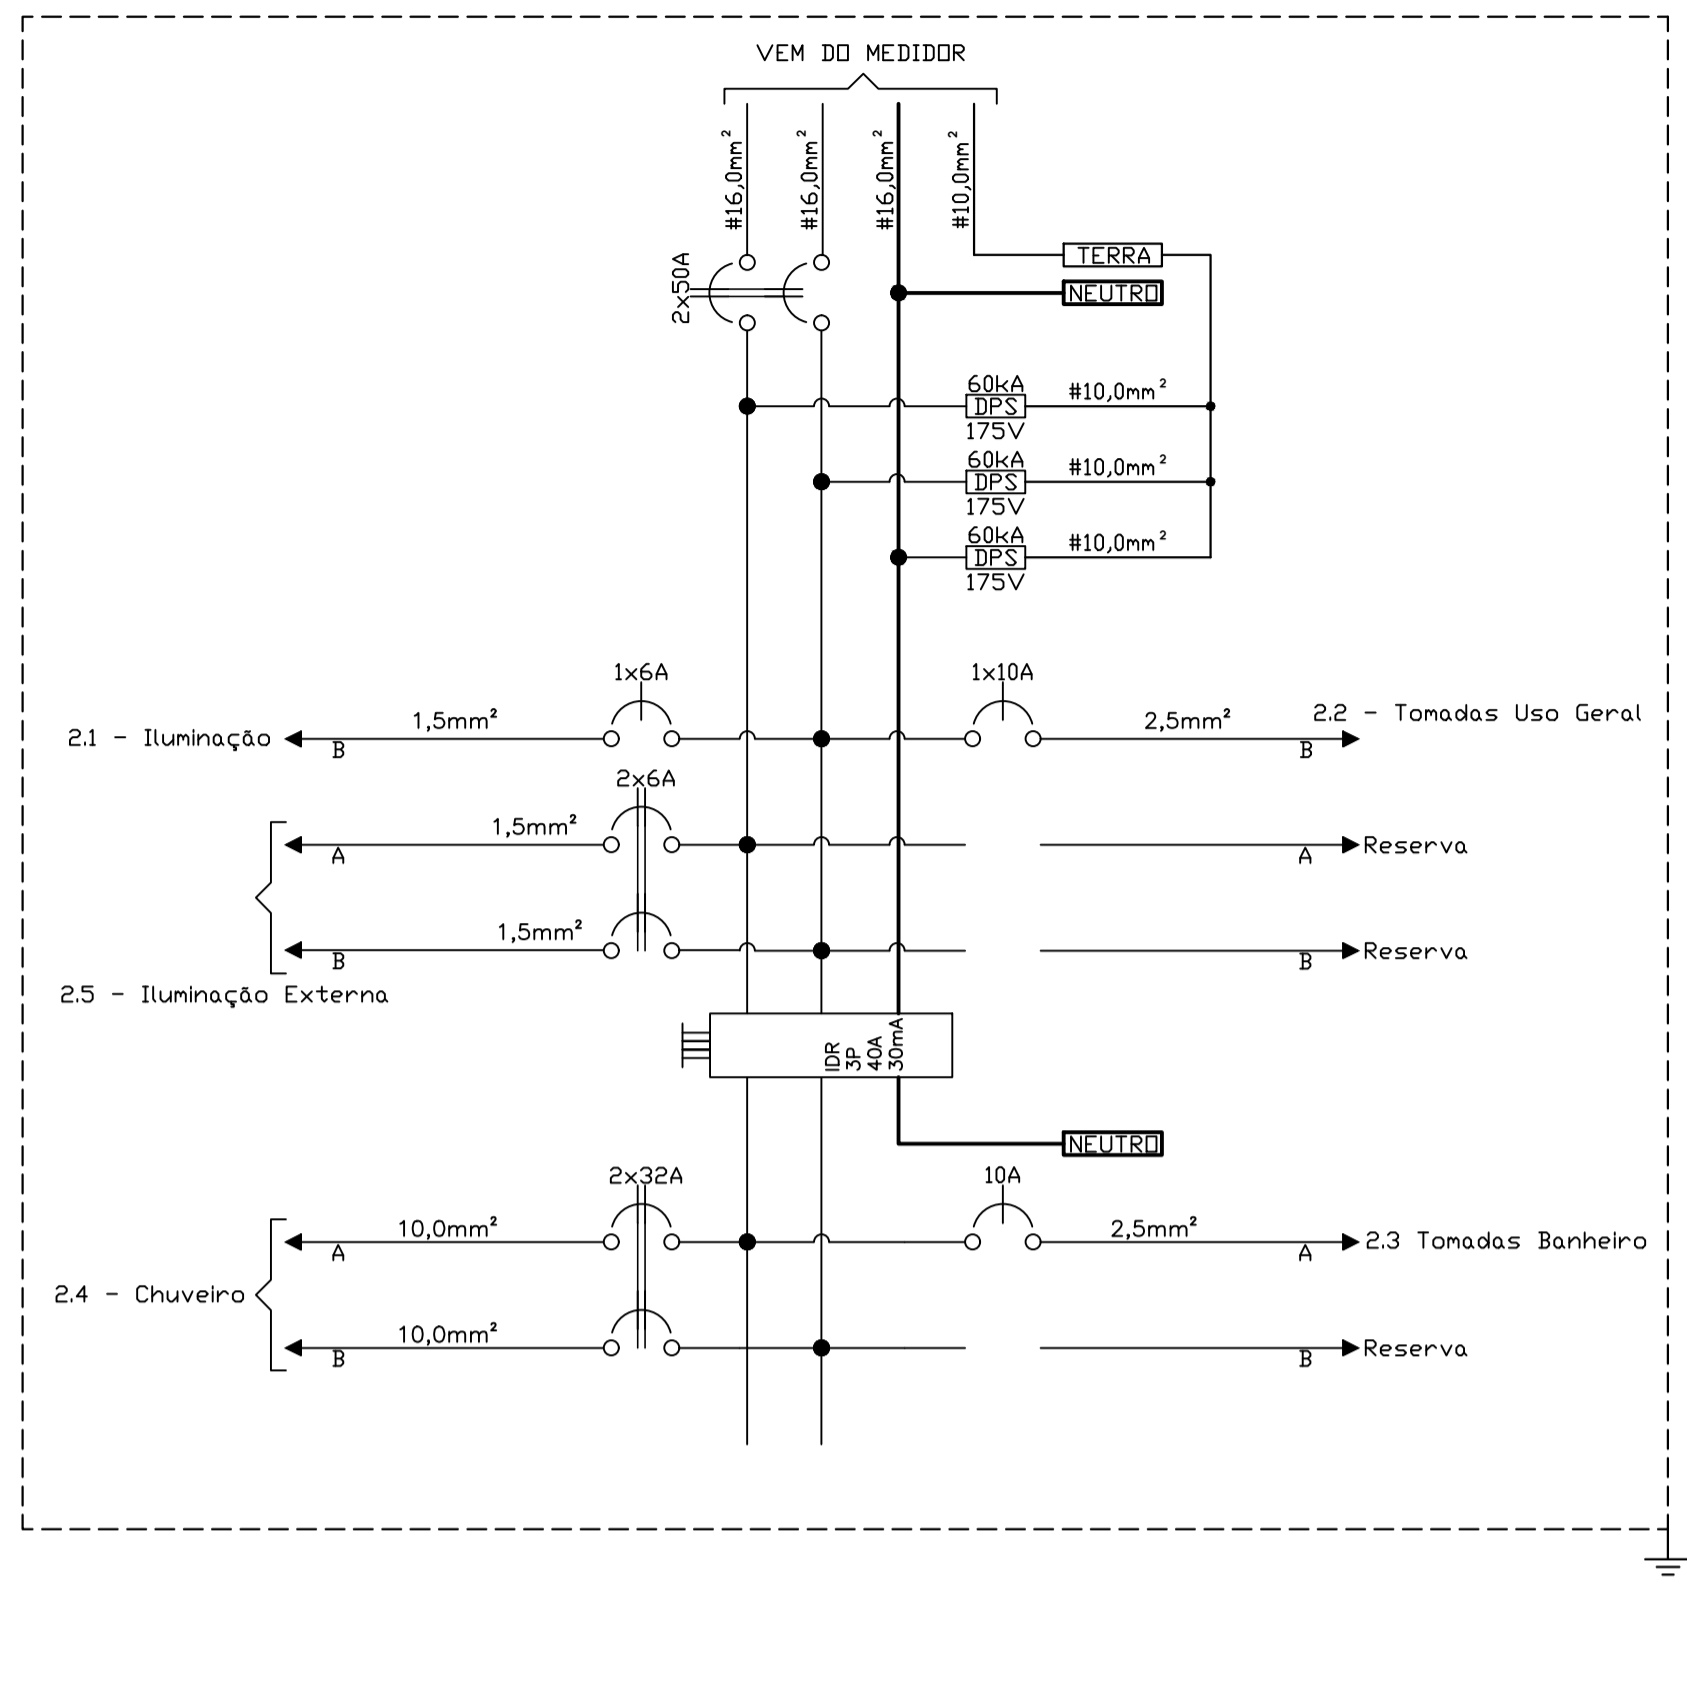 VEM DO MEDIDOR
#16,0mm²
#16,0mm²
#16,0mm²
#10,0mm²
2x50A
TERRA
NEUTRO
60kA
DPS
175V
#10,0mm²
60kA
DPS
175V
#10,0mm²
60kA
DPS
175V
#10,0mm²
1x6A
1x10A
2.1 - Iluminação
1,5mm²
B
2,5mm²
B
2.2 - Tomadas Uso Geral
2x6A
1,5mm²
A
A
Reserva
1,5mm²
B
B
Reserva
2.5 - Iluminação Externa
IDR
3P
40A
30mA
NEUTRO
2x32A
10A
10,0mm²
A
2,5mm²
A
2.3 Tomadas Banheiro
2.4 - Chuveiro
10,0mm²
B
B
Reserva